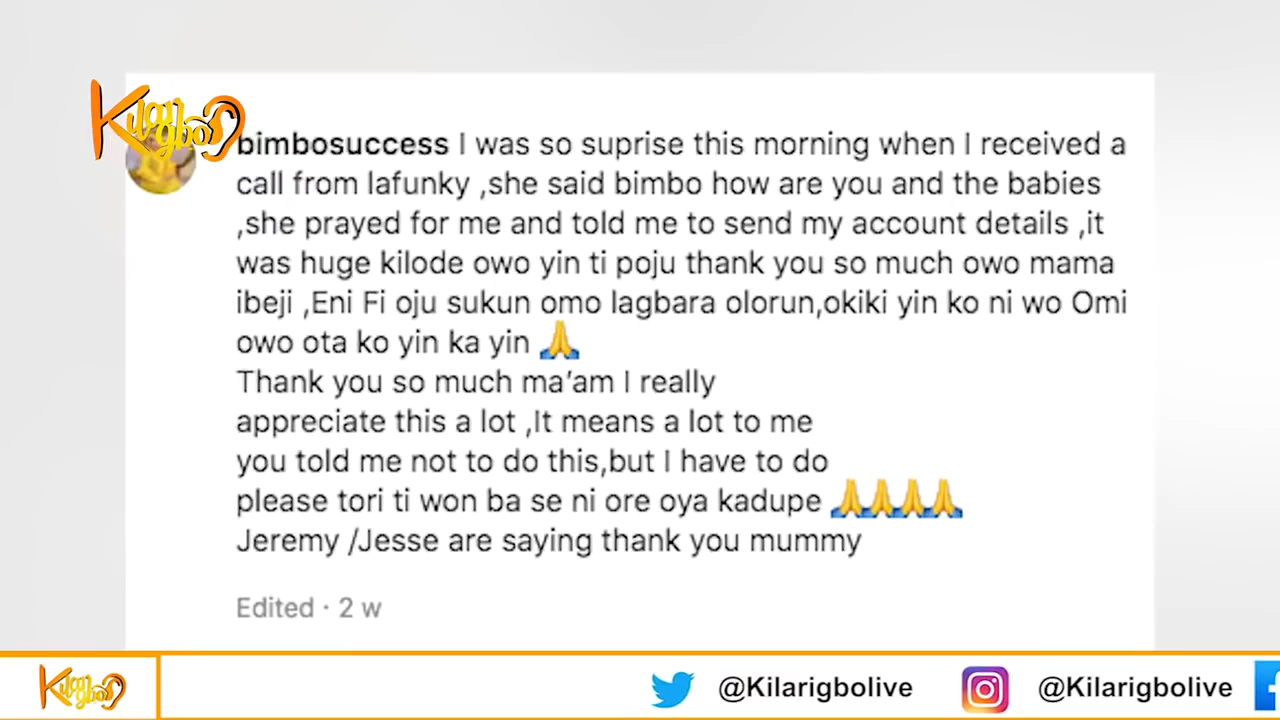 Kilarigbo
bimbosuccess I was so suprise this morning when I received a
call from lafunky ,she said bimbo how are you and the babies
,she prayed for me and told me to send my account details ,it
was huge kilode owo yin ti poju thank you so much owo mama
ibeji ,Eni Fi oju sukun omo lagbara olorun,okiki yin ko ni wo Omi
owo ota ko yin ka yin 🙏
Thank you so much ma'am I really
appreciate this a lot ,It means a lot to me
you told me not to do this,but I have to do
please tori ti won ba se ni ore oya kadupe 🙏🙏🙏🙏
Jeremy /Jesse are saying thank you mummy
Edited · 2 w
Kilarigbo
@Kilarigbolive
@Kilarigbolive